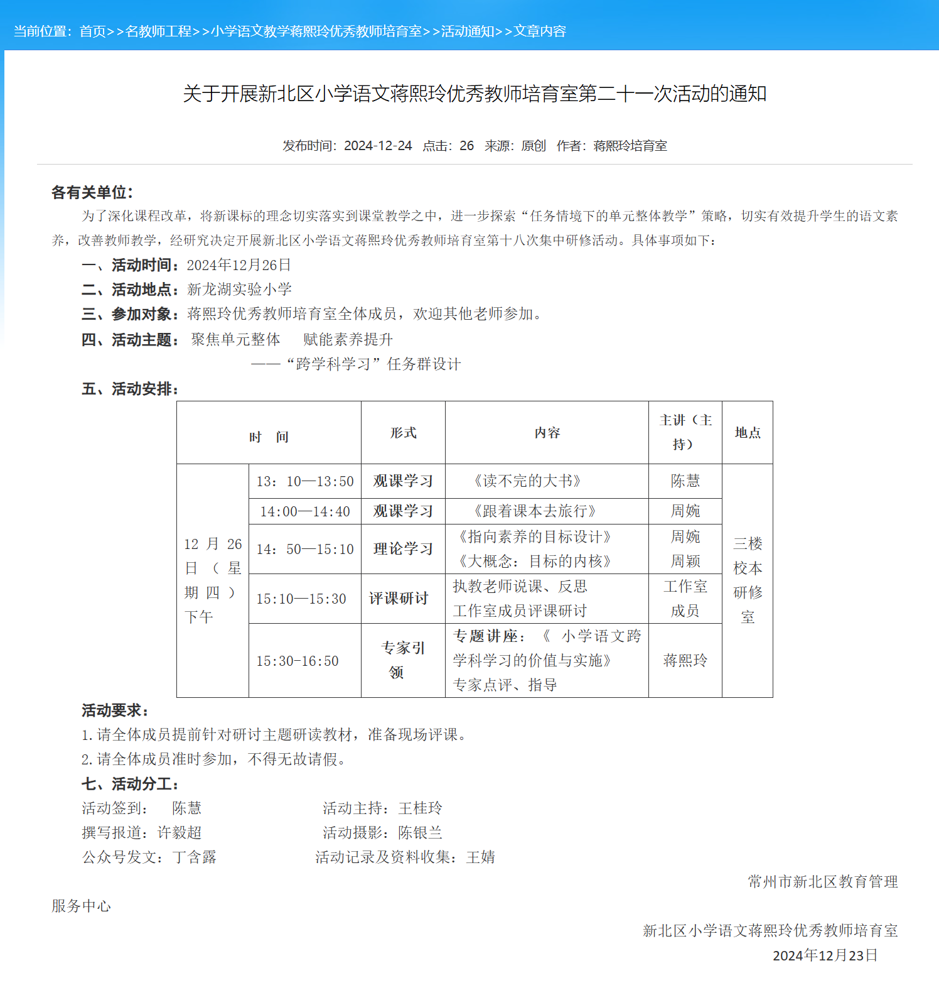 当前位置：首页>>名教师工程>>小学语文教学蒋熙玲优秀教师培育室>>活动通知>>文章内容
关于开展新北区小学语文蒋熙玲优秀教师培育室第二十一次活动的通知
发布时间：2024-12-24 点击：26 来源：原创 作者：蒋熙玲培育室
各有关单位：
为了深化课程改革，将新课标的理念切实落实到课堂教学之中，进一步探索“任务情境下的单元整体教学”策略，切实有效提升学生的语文素
养，改善教师教学，经研究决定开展新北区小学语文蒋熙玲优秀教师培育室第十八次集中研修活动。具体事项如下：
一、活动时间：2024年12月26日
二、活动地点：新龙湖实验小学
三、参加对象：蒋熙玲优秀教师培育室全体成员，欢迎其他老师参加。
四、活动主题： 聚焦单元整体 赋能素养提升
——“跨学科学习”任务群设计
五、活动安排：
时 间 形式 内容 主讲（主
持） 地点
12 月 26
日（星
期四）
下午
13：10—13:50 观课学习 《读不完的大书》 陈慧
14:00—14:40 观课学习 《跟着课本去旅行》 周婉
14：50—15:10 理论学习 《指向素养的目标设计》 周婉
《大概念：目标的内核》 周颖
15:10—15:30 评课研讨 执教老师说课、反思 工作室
工作室成员评课研讨 成员
15:30-16:50 专家引
领 专题讲座：《 小学语文跨
学科学习的价值与实施》 蒋熙玲
专家点评、指导
三楼
校本
研修
室
活动要求：
1.请全体成员提前针对研讨主题研读教材，准备现场评课。
2.请全体成员准时参加，不得无故请假。
七、活动分工：
活动签到： 陈慧 活动主持：王桂玲
撰写报道：许毅超 活动摄影：陈银兰
公众号发文：丁含露 活动记录及资料收集：王婧
常州市新北区教育管理
服务中心
新北区小学语文蒋熙玲优秀教师培育室
2024年12月23日